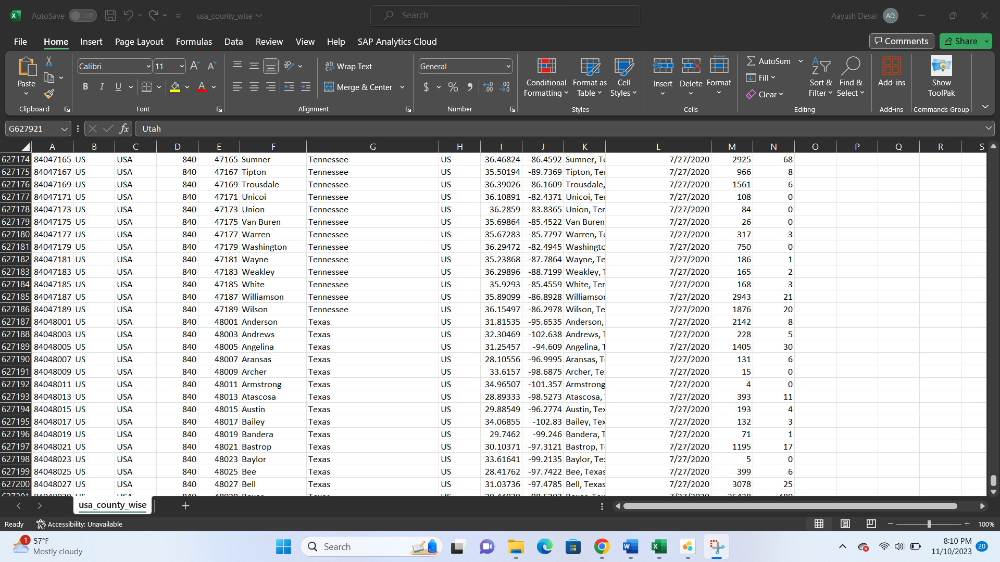 AutoSave Off usa_county_wise Search Aayush Desai AD
File Home Insert Page Layout Formulas Data Review View Help SAP Analytics Cloud Comments Share
Paste Calibri 11 Wrap Text General Conditional Formatting Format as Table Cell Styles Insert Delete Format AutoSum Fill Clear Sort & Filter Find & Select Add-ins Show ToolPak
B I U A Merge & Center $ %
Clipboard Font Alignment Number Styles Cells Editing Add-ins Commands Group
G627921 fx Utah
A B C D E F G H I J K L M N O P Q R S
627174 84047165 US USA 840 47165 Sumner Tennessee US 36.46824 -86.4592 Sumner, Te 7/27/2020 2925 68
627175 84047167 US USA 840 47167 Tipton Tennessee US 35.50194 -89.7369 Tipton, Ter 7/27/2020 966 8
627176 84047169 US USA 840 47169 Trousdale Tennessee US 36.39026 -86.1609 Trousdale, 7/27/2020 1561 6
627177 84047171 US USA 840 47171 Unicoi Tennessee US 36.10891 -82.4371 Unicoi, Ter 7/27/2020 108 0
627178 84047173 US USA 840 47173 Union Tennessee US 36.2859 -83.8365 Union, Ter 7/27/2020 84 0
627179 84047175 US USA 840 47175 Van Buren Tennessee US 35.69864 -85.4522 Van Buren, 7/27/2020 26 0
627180 84047177 US USA 840 47177 Warren Tennessee US 35.67283 -85.7797 Warren, Te 7/27/2020 317 3
627181 84047179 US USA 840 47179 Washington Tennessee US 36.29472 -82.4945 Washingto 7/27/2020 750 0
627182 84047181 US USA 840 47181 Wayne Tennessee US 35.23868 -87.7864 Wayne, Te 7/27/2020 186 1
627183 84047183 US USA 840 47183 Weakley Tennessee US 36.29896 -88.7199 Weakley, T 7/27/2020 165 2
627184 84047185 US USA 840 47185 White Tennessee US 35.9293 -85.4559 White, Ter 7/27/2020 168 3
627185 84047187 US USA 840 47187 Williamson Tennessee US 35.89099 -86.8928 Williamsor 7/27/2020 2943 21
627186 84047189 US USA 840 47189 Wilson Tennessee US 36.15497 -86.2978 Wilson, Te 7/27/2020 1876 20
627187 84048001 US USA 840 48001 Anderson Texas US 31.81535 -95.6535 Anderson, 7/27/2020 2142 8
627188 84048003 US USA 840 48003 Andrews Texas US 32.30469 -102.638 Andrews, T 7/27/2020 228 5
627189 84048005 US USA 840 48005 Angelina Texas US 31.25457 -94.609 Angelina, T 7/27/2020 1405 30
627190 84048007 US USA 840 48007 Aransas Texas US 28.10556 -96.9995 Aransas, Te 7/27/2020 131 6
627191 84048009 US USA 840 48009 Archer Texas US 33.6157 -98.6875 Archer, Tex 7/27/2020 15 0
627192 84048011 US USA 840 48011 Armstrong Texas US 34.96507 -101.357 Armstrong 7/27/2020 4 0
627193 84048013 US USA 840 48013 Atascosa Texas US 28.89333 -98.5273 Atascosa, 7/27/2020 393 11
627194 84048015 US USA 840 48015 Austin Texas US 29.88549 -96.2774 Austin, Tex 7/27/2020 193 4
627195 84048017 US USA 840 48017 Bailey Texas US 34.06855 -102.83 Bailey, Tex 7/27/2020 132 3
627196 84048019 US USA 840 48019 Bandera Texas US 29.7462 -99.246 Bandera, T 7/27/2020 71 1
627197 84048021 US USA 840 48021 Bastrop Texas US 30.10371 -97.3121 Bastrop, Te 7/27/2020 1195 17
627198 84048023 US USA 840 48023 Baylor Texas US 33.61641 -99.2135 Baylor, Tex 7/27/2020 5 0
627199 84048025 US USA 840 48025 Bee Texas US 28.41762 -97.7422 Bee, Texas 7/27/2020 399 6
627200 84048027 US USA 840 48027 Bell Texas US 31.03736 -97.4785 Bell, Texas 7/27/2020 3078 25
usa_county_wise
Ready Accessibility: Unavailable 100%
1 57°F Mostly cloudy Search 8:10 PM 11/10/2023 20